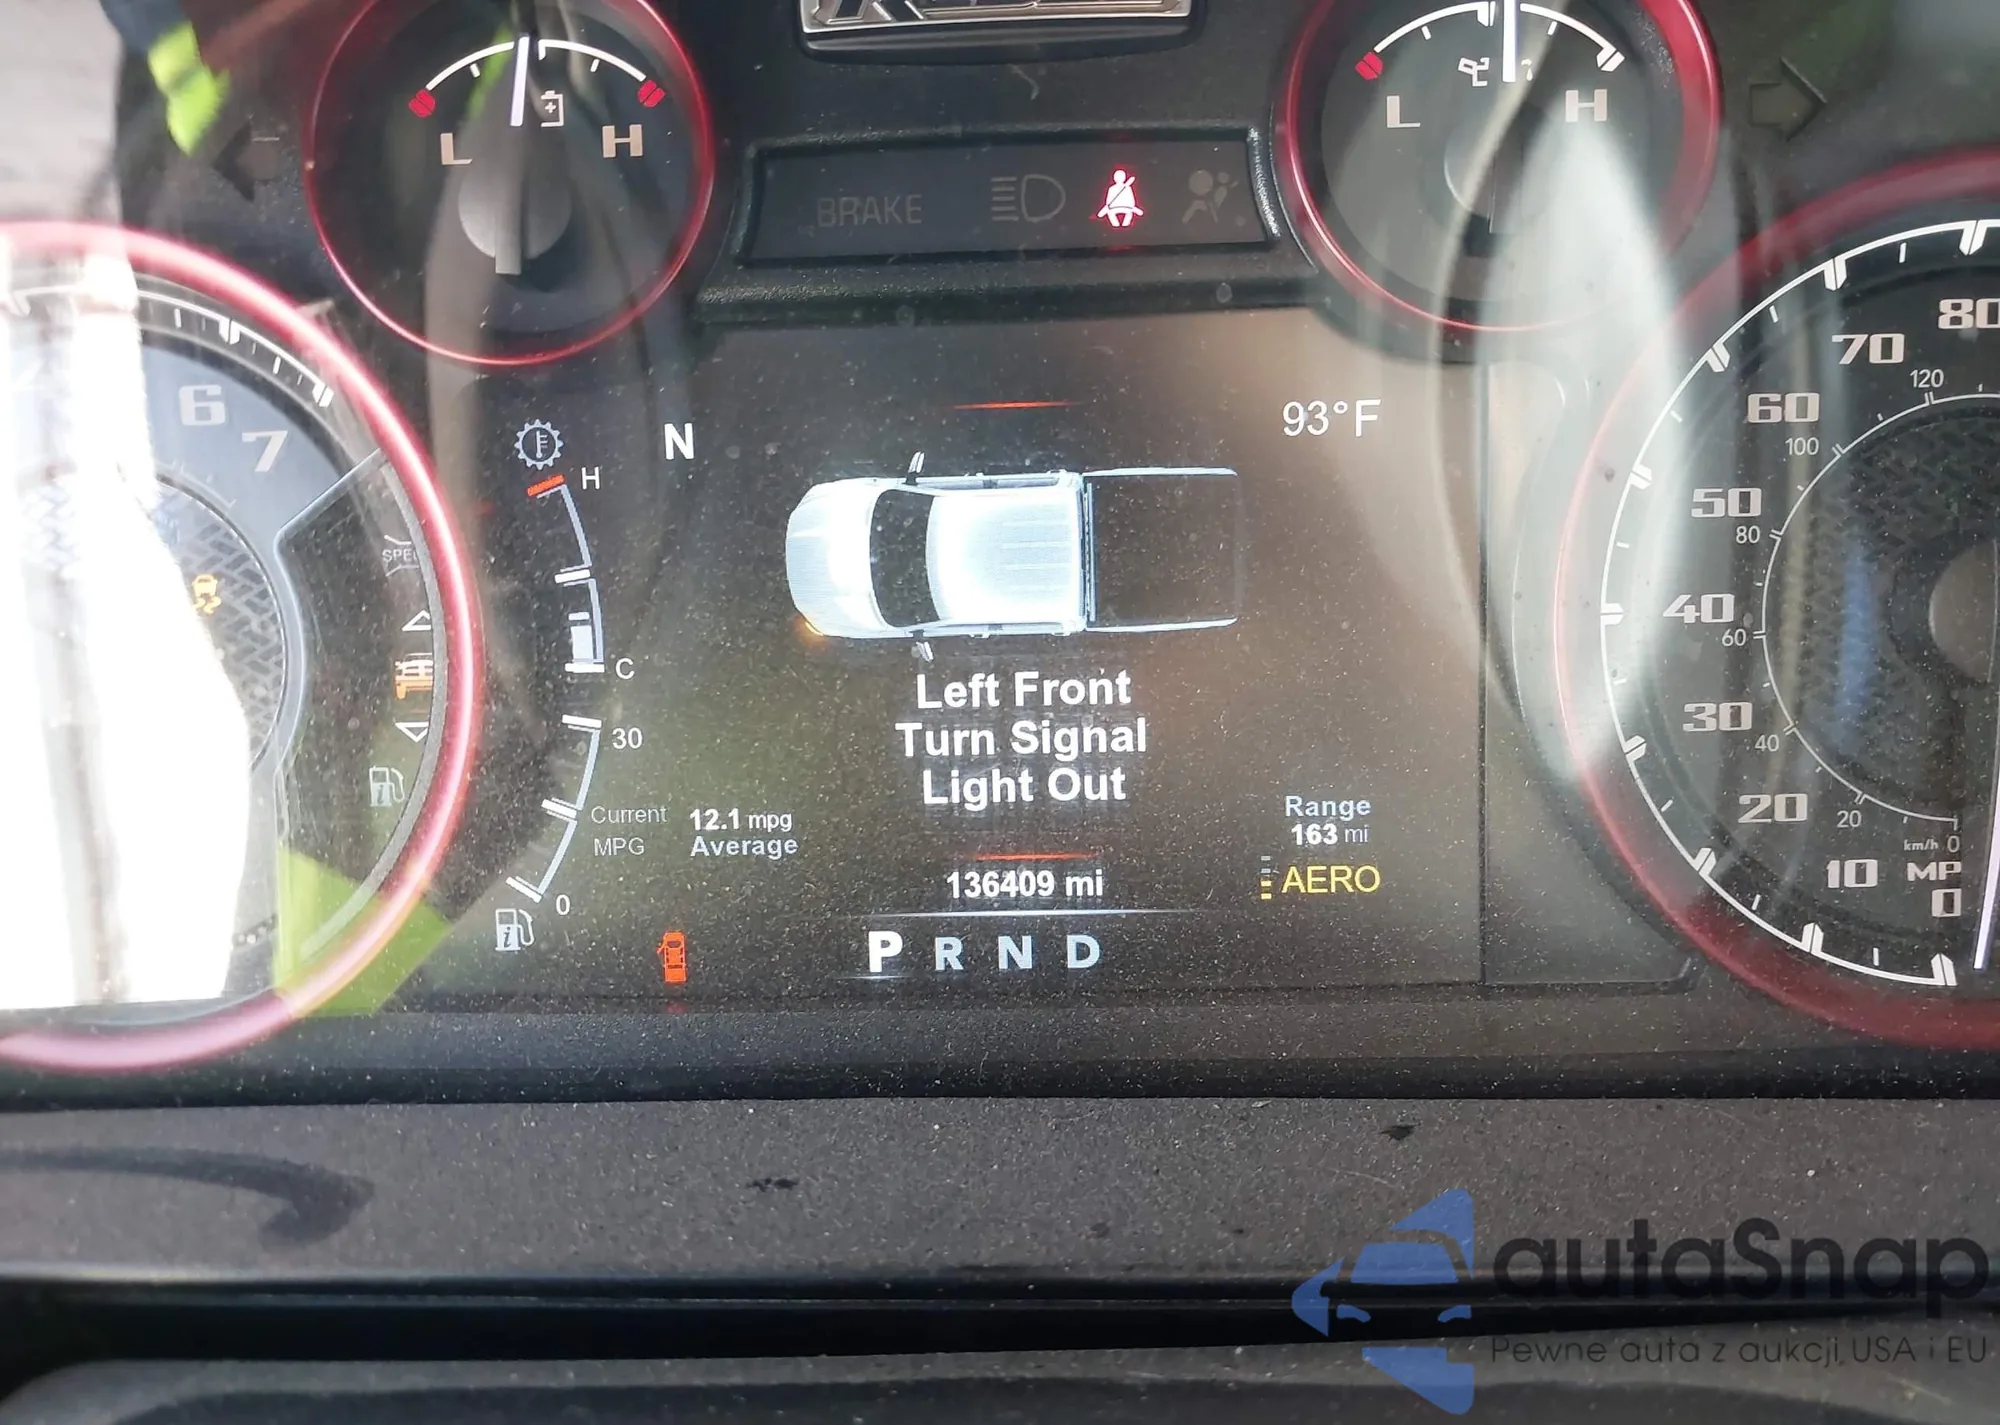 L H
L H
BRAKE
6
7
SPE
N
93°F
H
C
30
Current
MPG
0
12.1 mpg
Average
Left Front
Turn Signal
Light Out
Range
163 mi
AERO
136409 mi
P R N D
80
70
120
60
100
50
80
40
60
30
40
20
20
km/h 0
10
MP
0
autaSnap
Pewne auta z aukcji USA i EU